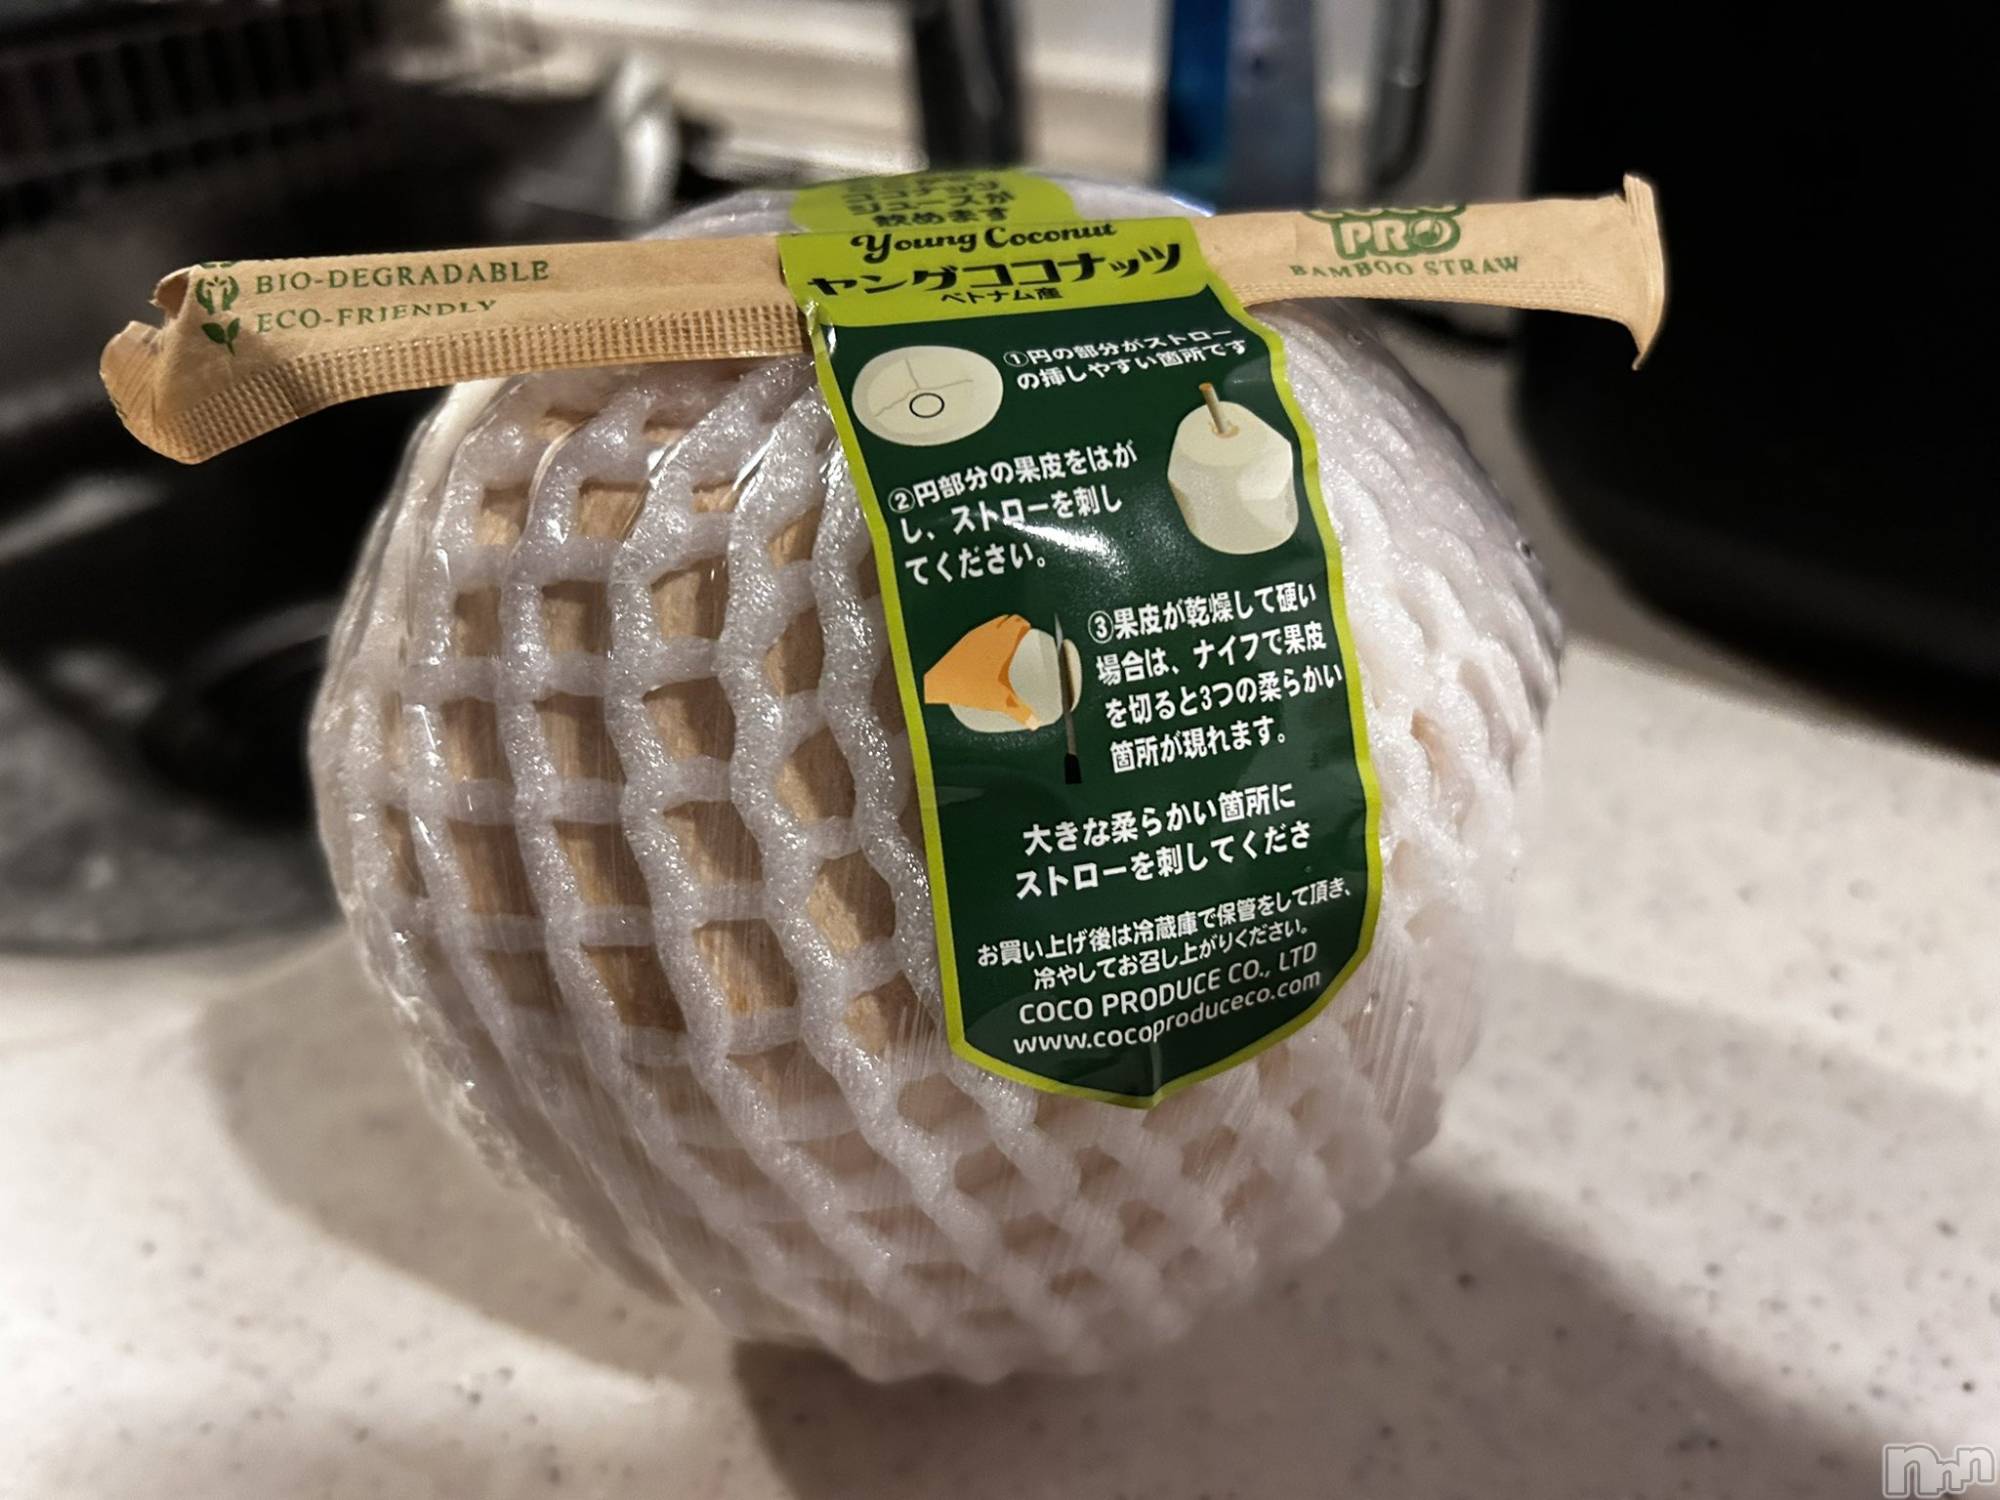 ココナッツ
ジュースが
飲めます
Young Coconut
ヤングココナッツ
ベトナム産
BIO-DEGRADABLE
ECO-FRIENDLY
COCO
PRO
BAMBOO STRAW
①円の部分がストロー
の挿しやすい箇所です
②円部分の果皮をはが
し、ストローを刺し
てください。
③果皮が乾燥して硬い
場合は、ナイフで果皮
を切ると3つの柔らかい
箇所が現れます。
大きな柔らかい箇所に
ストローを刺してくださ
お買い上げ後は冷蔵庫で保管をして頂き、
冷やしてお召し上がりください。
COCO PRODUCE CO., LTD
www.cocoproduceco.com
nnn